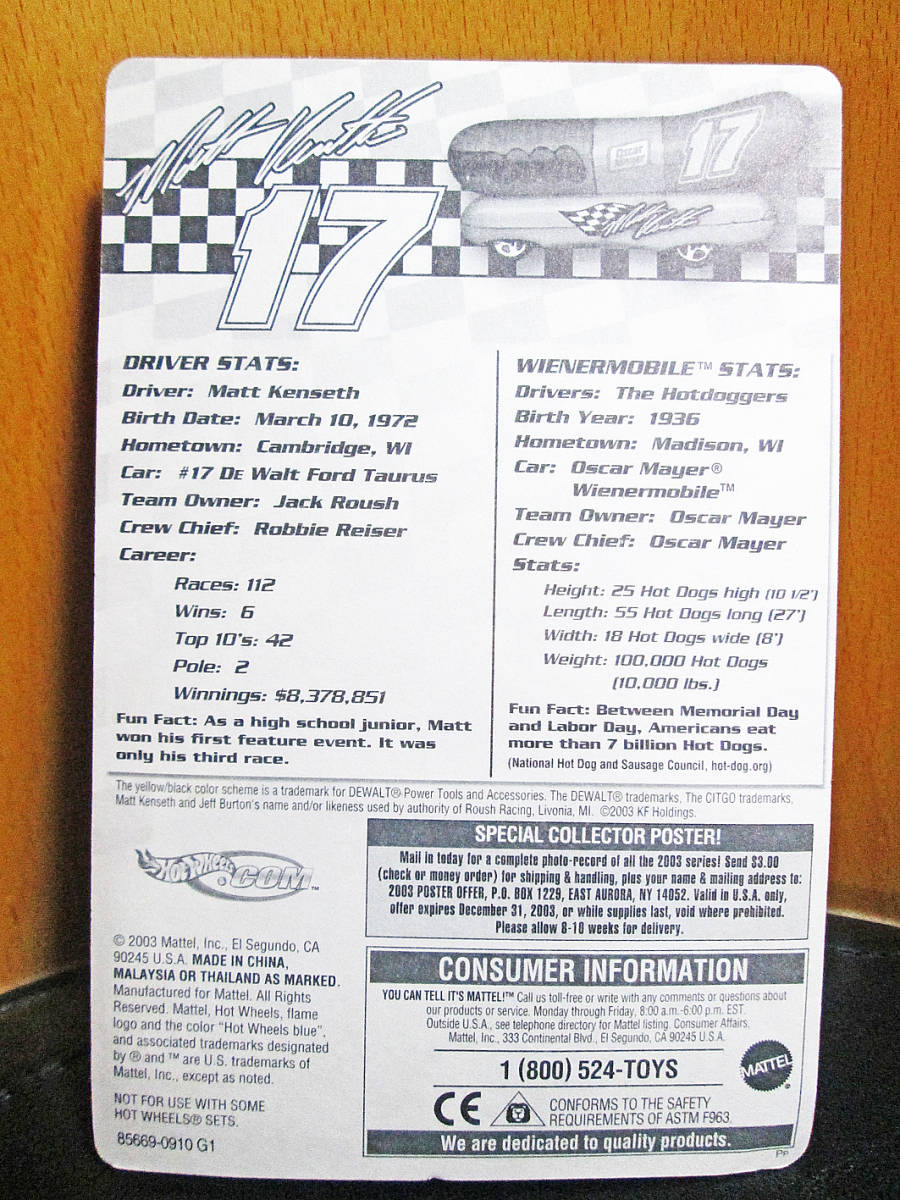 Matt Kenseth
17
Oscar
Mayer
17
Matt Kenseth
DRIVER STATS:
Driver: Matt Kenseth
Birth Date: March 10, 1972
Hometown: Cambridge, WI
Car: #17 DE Walt Ford Taurus
Team Owner: Jack Roush
Crew Chief: Robbie Reiser
Career:
Races: 112
Wins: 6
Top 10's: 42
Pole: 2
Winnings: $8,378,851
Fun Fact: As a high school junior, Matt
won his first feature event. It was
only his third race.
WIENERMOBILE™ STATS:
Drivers: The Hotdoggers
Birth Year: 1936
Hometown: Madison, WI
Car: Oscar Mayer®
Wienermobile™
Team Owner: Oscar Mayer
Crew Chief: Oscar Mayer
Stats:
Height: 25 Hot Dogs high (10 1/2')
Length: 55 Hot Dogs long (27')
Width: 18 Hot Dogs wide (8')
Weight: 100,000 Hot Dogs
(10,000 lbs.)
Fun Fact: Between Memorial Day
and Labor Day, Americans eat
more than 7 billion Hot Dogs.
(National Hot Dog and Sausage Council, hot-dog.org)
The yellow/black color scheme is a trademark for DEWALT® Power Tools and Accessories. The DEWALT® trademarks, The CITGO trademarks,
Matt Kenseth and Jeff Burton's name and/or likeness used by authority of Roush Racing, Livonia, MI. ©2003 KF Holdings.
HOT WHEELS.COM™
© 2003 Mattel, Inc., El Segundo, CA
90245 U.S.A. MADE IN CHINA,
MALAYSIA OR THAILAND AS MARKED.
Manufactured for Mattel. All Rights
Reserved. Mattel, Hot Wheels, flame
logo and the color "Hot Wheels blue",
and associated trademarks designated
by ® and ™ are U.S. trademarks of
Mattel, Inc., except as noted.
NOT FOR USE WITH SOME
HOT WHEELS® SETS.
85669-0910 G1
SPECIAL COLLECTOR POSTER!
Mail in today for a complete photo-record of all the 2003 series! Send $3.00
(check or money order) for shipping & handling, plus your name & mailing address to:
2003 POSTER OFFER, P.O. BOX 1229, EAST AURORA, NY 14052. Valid in U.S.A. only,
offer expires December 31, 2003, or while supplies last, void where prohibited.
Please allow 8-10 weeks for delivery.
CONSUMER INFORMATION
YOU CAN TELL IT'S MATTEL!™ Call us toll-free or write with any comments or questions about
our products or service. Monday through Friday, 8:00 a.m.-6:00 p.m. EST.
Outside U.S.A., see telephone directory for Mattel listing. Consumer Affairs,
Mattel, Inc., 333 Continental Blvd., El Segundo, CA 90245 U.S.A.
1 (800) 524-TOYS
MATTEL®
CE
CONFORMS TO THE SAFETY
REQUIREMENTS OF ASTM F963.
We are dedicated to quality products.
PP